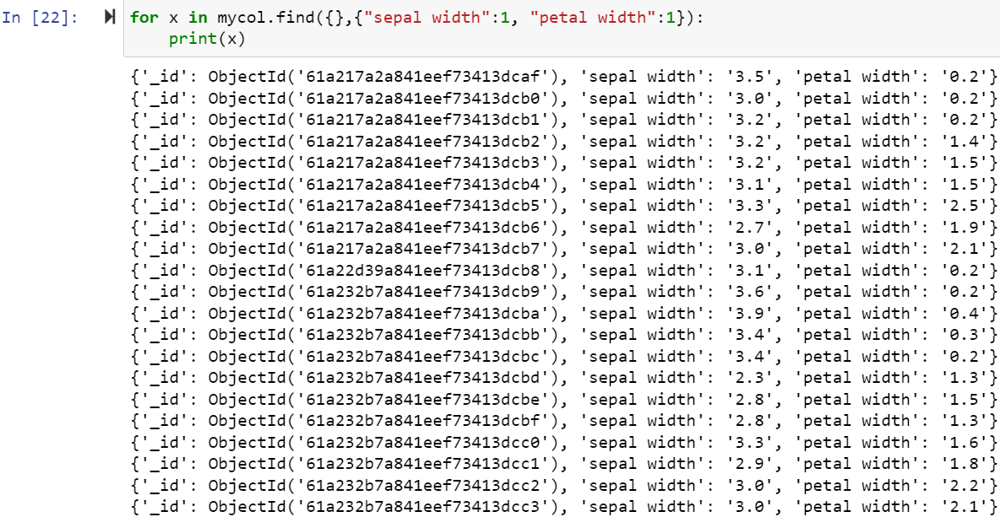 In [22]: for x in mycol.find({},{"sepal width":1, "petal width":1}):
    print(x)
{'_id': ObjectId('61a217a2a841eef73413dcaf'), 'sepal width': '3.5', 'petal width': '0.2'}
{'_id': ObjectId('61a217a2a841eef73413dcb0'), 'sepal width': '3.0', 'petal width': '0.2'}
{'_id': ObjectId('61a217a2a841eef73413dcb1'), 'sepal width': '3.2', 'petal width': '0.2'}
{'_id': ObjectId('61a217a2a841eef73413dcb2'), 'sepal width': '3.2', 'petal width': '1.4'}
{'_id': ObjectId('61a217a2a841eef73413dcb3'), 'sepal width': '3.2', 'petal width': '1.5'}
{'_id': ObjectId('61a217a2a841eef73413dcb4'), 'sepal width': '3.1', 'petal width': '1.5'}
{'_id': ObjectId('61a217a2a841eef73413dcb5'), 'sepal width': '3.3', 'petal width': '2.5'}
{'_id': ObjectId('61a217a2a841eef73413dcb6'), 'sepal width': '2.7', 'petal width': '1.9'}
{'_id': ObjectId('61a217a2a841eef73413dcb7'), 'sepal width': '3.0', 'petal width': '2.1'}
{'_id': ObjectId('61a22d39a841eef73413dcb8'), 'sepal width': '3.1', 'petal width': '0.2'}
{'_id': ObjectId('61a232b7a841eef73413dcb9'), 'sepal width': '3.6', 'petal width': '0.2'}
{'_id': ObjectId('61a232b7a841eef73413dcba'), 'sepal width': '3.9', 'petal width': '0.4'}
{'_id': ObjectId('61a232b7a841eef73413dcbb'), 'sepal width': '3.4', 'petal width': '0.3'}
{'_id': ObjectId('61a232b7a841eef73413dcbc'), 'sepal width': '3.4', 'petal width': '0.2'}
{'_id': ObjectId('61a232b7a841eef73413dcbd'), 'sepal width': '2.3', 'petal width': '1.3'}
{'_id': ObjectId('61a232b7a841eef73413dcbe'), 'sepal width': '2.8', 'petal width': '1.5'}
{'_id': ObjectId('61a232b7a841eef73413dcbf'), 'sepal width': '2.8', 'petal width': '1.3'}
{'_id': ObjectId('61a232b7a841eef73413dcc0'), 'sepal width': '3.3', 'petal width': '1.6'}
{'_id': ObjectId('61a232b7a841eef73413dcc1'), 'sepal width': '2.9', 'petal width': '1.8'}
{'_id': ObjectId('61a232b7a841eef73413dcc2'), 'sepal width': '3.0', 'petal width': '2.2'}
{'_id': ObjectId('61a232b7a841eef73413dcc3'), 'sepal width': '3.0', 'petal width': '2.1'}